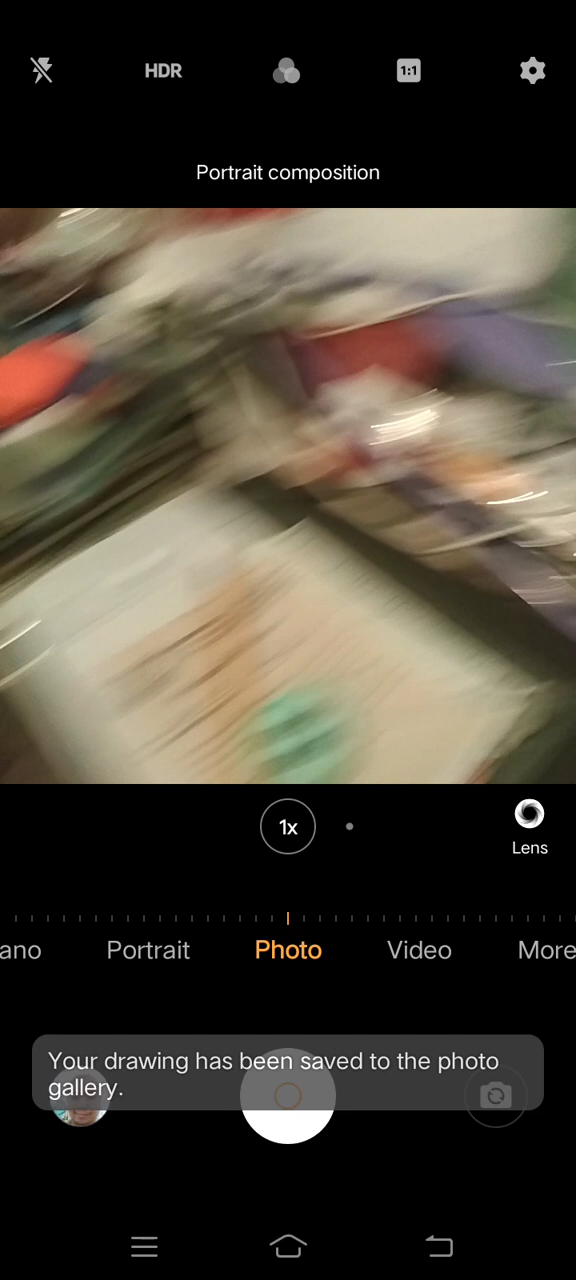 HDR
1:1
Portrait composition
1x
Lens
ano Portrait Photo Video More
Your drawing has been saved to the photo
gallery.